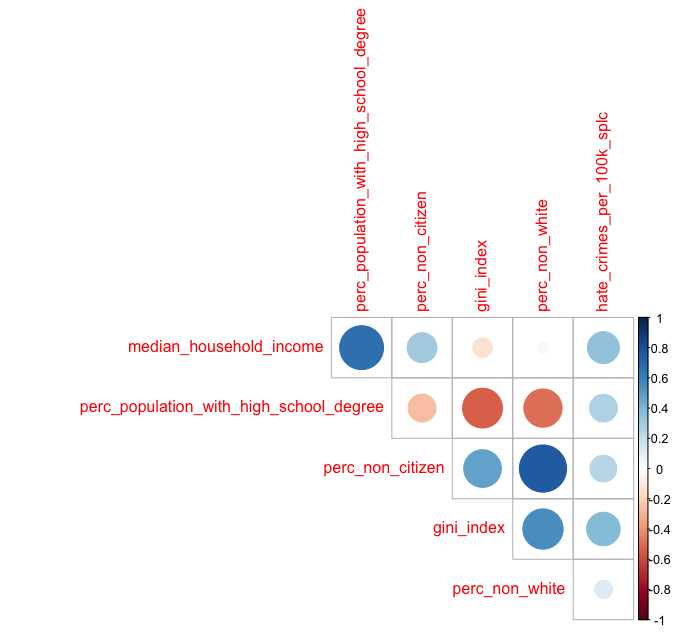 perc_population_with_high_school_degree
perc_non_citizen
gini_index
perc_non_white
hate_crimes_per_100k_splc
median_household_income
perc_population_with_high_school_degree
perc_non_citizen
gini_index
perc_non_white
1
0.8
0.6
0.4
0.2
0
-0.2
-0.4
-0.6
-0.8
-1